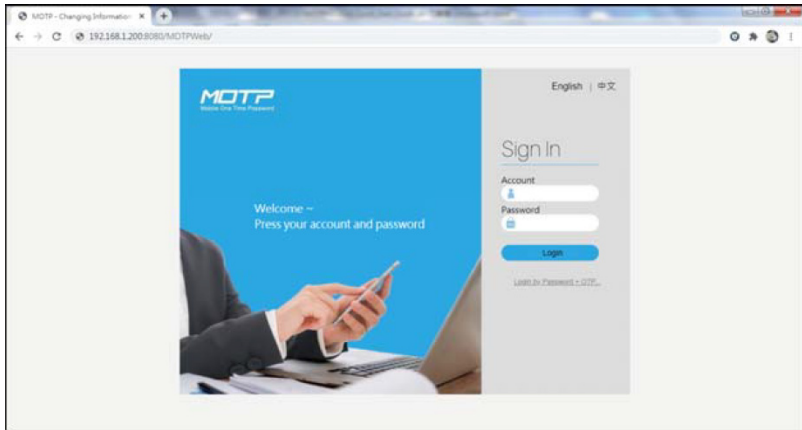 MOTP - Changing Information
192.168.1.200:8080/MOTPWeb/
MOTP
Mobile One Time Password
English | 中文
Sign In
Account
Password
Welcome ~
Press your account and password
Login
Login by Password + OTP...